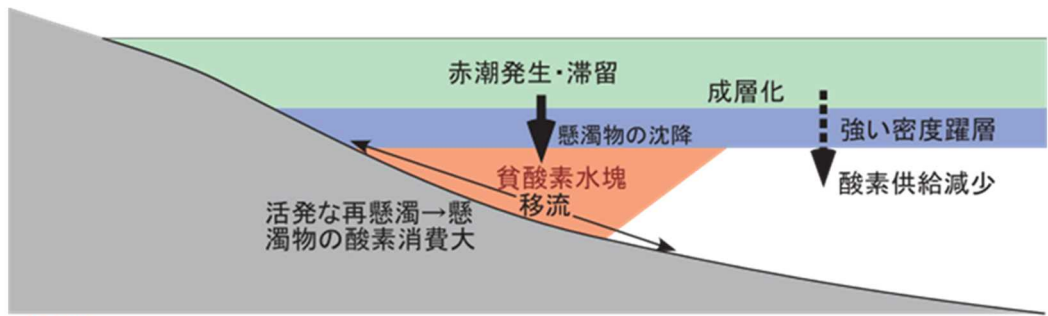 赤潮発生・滞留
成層化
強い密度躍層
懸濁物の沈降
貧酸素水塊
酸素供給減少
移流
活発な再懸濁→懸
濁物の酸素消費大